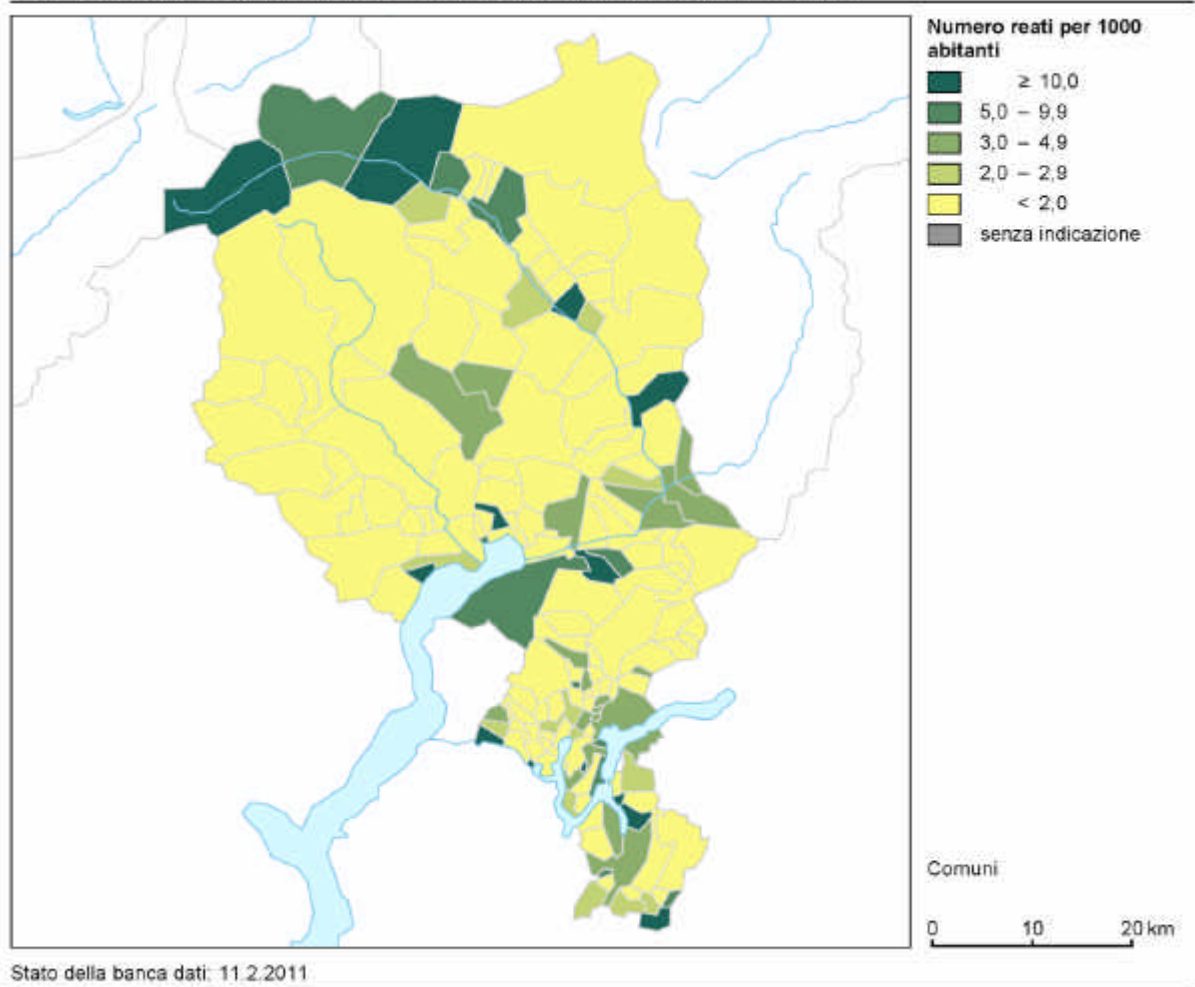 Numero reati per 1000
abitanti
≥ 10,0
5,0 – 9,9
3,0 – 4,9
2,0 – 2,9
< 2,0
senza indicazione
Comuni
0 10 20 km
Stato della banca dati: 11.2.2011